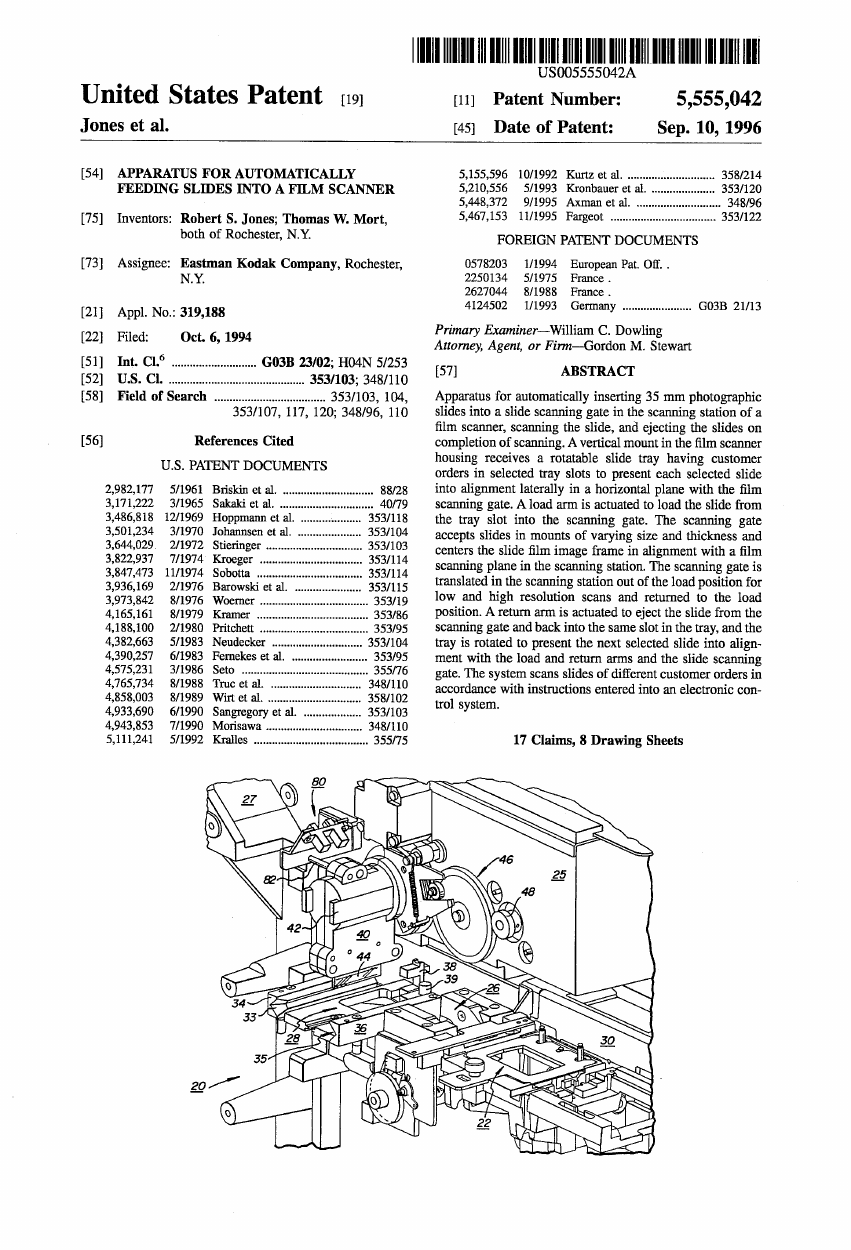 US005555042A
United States Patent [19]
Jones et al.
[11] Patent Number: 5,555,042
[45] Date of Patent: Sep. 10, 1996
[54] APPARATUS FOR AUTOMATICALLY
FEEDING SLIDES INTO A FILM SCANNER
[75] Inventors: Robert S. Jones; Thomas W. Mort,
both of Rochester, N.Y.
[73] Assignee: Eastman Kodak Company, Rochester,
N.Y.
[21] Appl. No.: 319,188
[22] Filed: Oct. 6, 1994
[51] Int. Cl.6 ............................ G03B 23/02; H04N 5/253
[52] U.S. Cl. ............................................. 353/103; 348/110
[58] Field of Search .................................... 353/103, 104,
353/107, 117, 120; 348/96, 110
[56] References Cited
U.S. PATENT DOCUMENTS
2,982,177 5/1961 Briskin et al. .............................. 88/28
3,171,222 3/1965 Sakaki et al. ............................... 40/79
3,486,818 12/1969 Hoppmann et al. .................... 353/118
3,501,234 3/1970 Johannsen et al. ..................... 353/104
3,644,029 2/1972 Stieringer ................................. 353/103
3,822,937 7/1974 Kroeger ................................... 353/114
3,847,473 11/1974 Sobotta ................................... 353/114
3,936,169 2/1976 Barowski et al. ...................... 353/115
3,973,842 8/1976 Woerner .................................... 353/19
4,165,161 8/1979 Kramer ..................................... 353/86
4,188,100 2/1980 Pritchett .................................... 353/95
4,382,663 5/1983 Neudecker ............................... 353/104
4,390,257 6/1983 Fernekes et al. ......................... 353/95
4,575,231 3/1986 Seto .......................................... 355/76
4,765,734 8/1988 Truc et al. ............................... 348/110
4,858,003 8/1989 Wirt et al. ................................ 358/102
4,933,690 6/1990 Sangregory et al. ................... 353/103
4,943,853 7/1990 Morisawa ................................ 348/110
5,111,241 5/1992 Kralles ...................................... 355/75
5,155,596 10/1992 Kurtz et al. ............................. 358/214
5,210,556 5/1993 Kronbauer et al. ..................... 353/120
5,448,372 9/1995 Axman et al. ............................ 348/96
5,467,153 11/1995 Fargeot ................................... 353/122
FOREIGN PATENT DOCUMENTS
0578203 1/1994 European Pat. Off. .
2250134 5/1975 France .
2627044 8/1988 France .
4124502 1/1993 Germany ....................... G03B 21/13
Primary Examiner—William C. Dowling
Attorney, Agent, or Firm—Gordon M. Stewart
[57] ABSTRACT
Apparatus for automatically inserting 35 mm photographic
slides into a slide scanning gate in the scanning station of a
film scanner, scanning the slide, and ejecting the slides on
completion of scanning. A vertical mount in the film scanner
housing receives a rotatable slide tray having customer
orders in selected tray slots to present each selected slide
into alignment laterally in a horizontal plane with the film
scanning gate. A load arm is actuated to load the slide from
the tray slot into the scanning gate. The scanning gate
accepts slides in mounts of varying size and thickness and
centers the slide film image frame in alignment with a film
scanning plane in the scanning station. The scanning gate is
translated in the scanning station out of the load position for
low and high resolution scans and returned to the load
position. A return arm is actuated to eject the slide from the
scanning gate and back into the same slot in the tray, and the
tray is rotated to present the next selected slide into align-
ment with the load and return arms and the slide scanning
gate. The system scans slides of different customer orders in
accordance with instructions entered into an electronic con-
trol system.
17 Claims, 8 Drawing Sheets
80
27
46
25
82
48
42
40
44
38
39
26
34
33
28
36
30
35
20
22